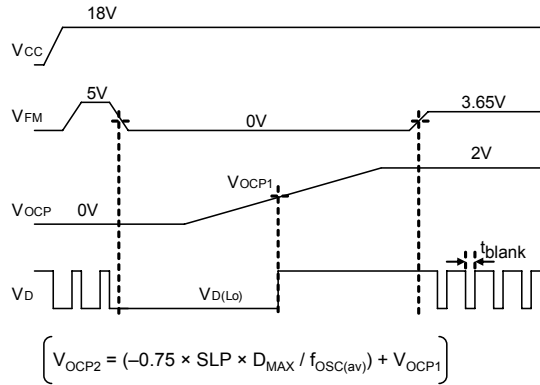 18V
VCC
5V
3.65V
VFM
0V
2V
VOCP1
VOCP
0V
tblank
VD
VD(Lo)
VOCP2 = (–0.75 × SLP × DMAX / fOSC(av)) + VOCP1